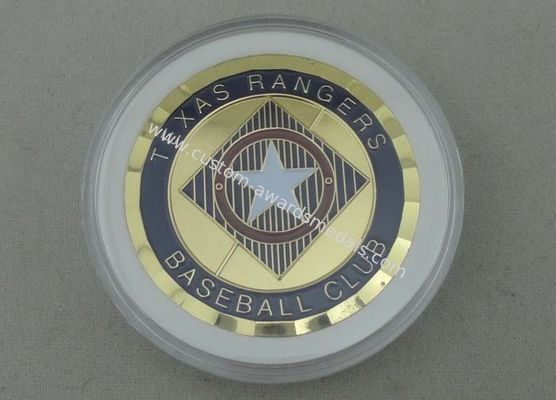 TEXAS RANGERS
BASEBALL CLUB
www.custom-awardsmedals.com